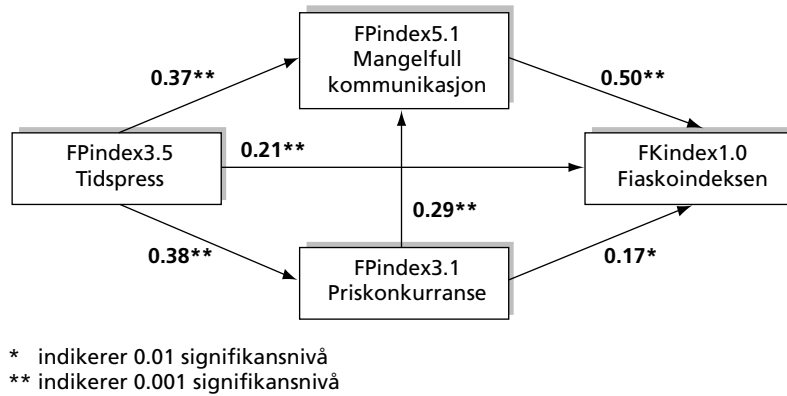 FPindex5.1
Mangelfull
kommunikasjon
0.37**
0.50**
FPindex3.5
Tidspress
0.21**
FKindex1.0
Fiaskoindeksen
0.29**
0.38**
0.17*
FPindex3.1
Priskonkurranse
* indikerer 0.01 signifikansnivå
** indikerer 0.001 signifikansnivå